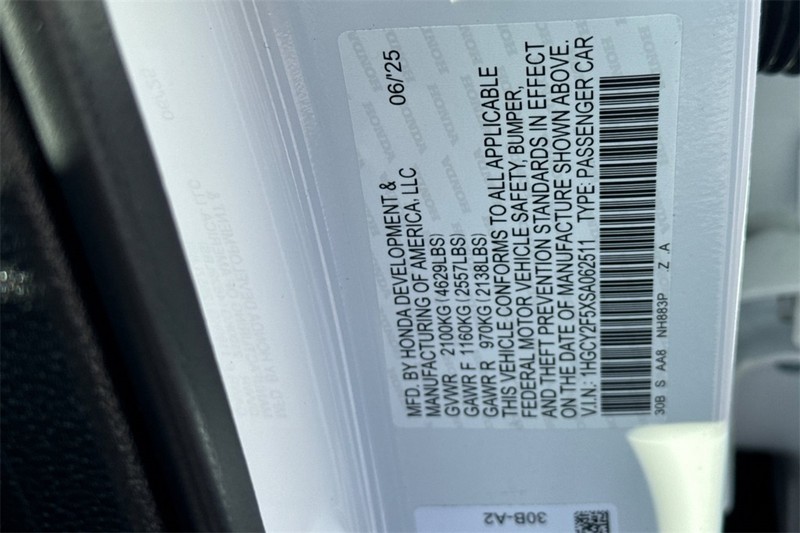 MFD. BY HONDA DEVELOPMENT & 06/'25
MANUFACTURING OF AMERICA, LLC
GVWR 2100KG(4629LBS)
GAWR F 1160KG(2557LBS)
GAWR R 970KG(2138LBS)
THIS VEHICLE CONFORMS TO ALL APPLICABLE
FEDERAL MOTOR VEHICLE SAFETY, BUMPER,
AND THEFT PREVENTION STANDARDS IN EFFECT
ON THE DATE OF MANUFACTURE SHOWN ABOVE.
V.I.N.: 1HGCY2F5XSA062511 TYPE: PASSENGER CAR
30B S AA8 NH883P Z A
30B-A2